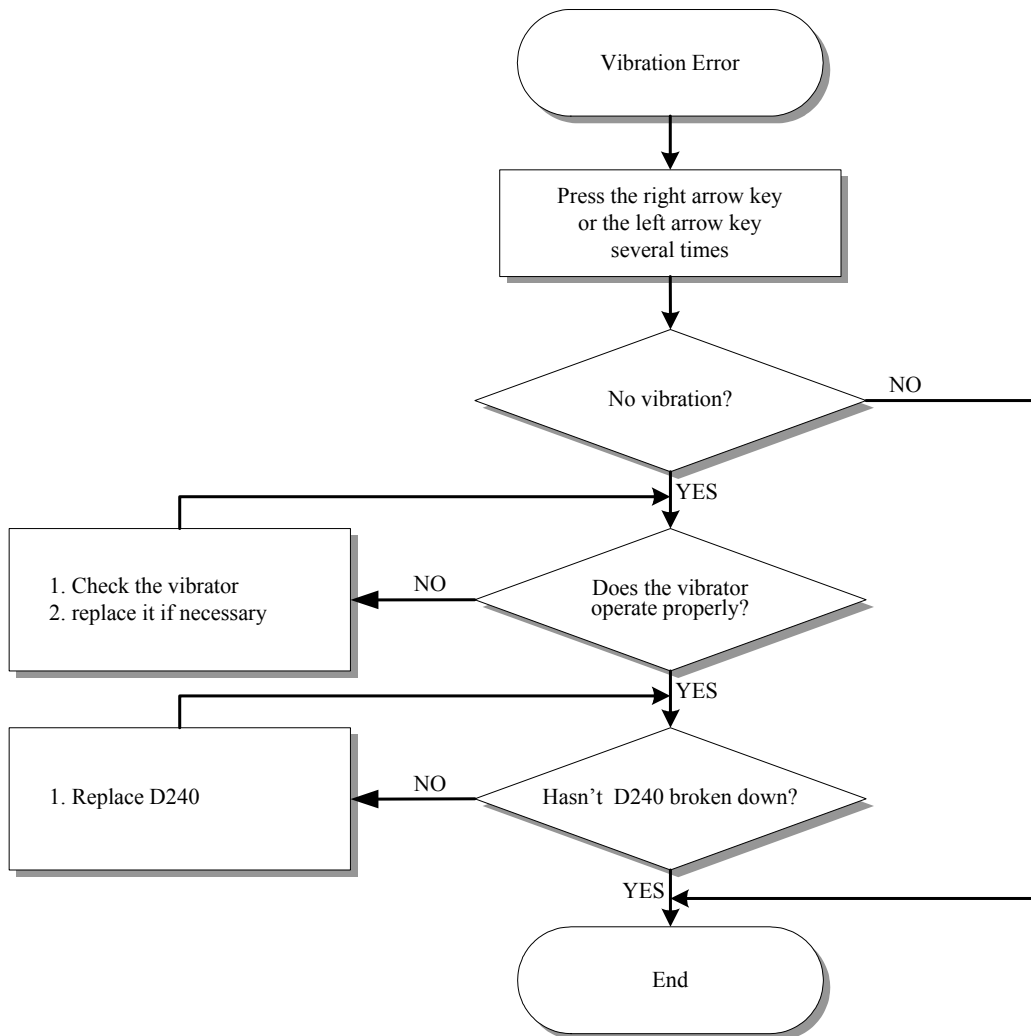 Vibration Error
Press the right arrow key
or the left arrow key
several times
No vibration?
NO
YES
1. Check the vibrator
2. replace it if necessary
NO
Does the vibrator
operate properly?
YES
1. Replace D240
NO
Hasn't D240 broken down?
YES
End